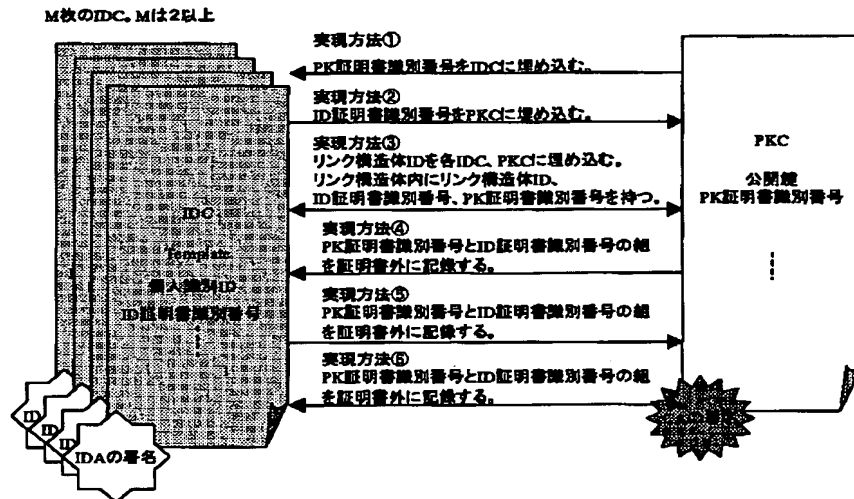 M枚のIDC。Mは2以上
実現方法①
PK証明書識別番号をIDCに埋め込む。
実現方法②
ID証明書識別番号をPKCに埋め込む。
実現方法③
リンク構造体IDを各IDC、PKCに埋め込む。
リンク構造体内にリンク構造体ID、
ID証明書識別番号、PK証明書識別番号を持つ。
実現方法④
PK証明書識別番号とID証明書識別番号の組
を証明書外に記録する。
実現方法⑤
PK証明書識別番号とID証明書識別番号の組
を証明書外に記録する。
実現方法⑥
PK証明書識別番号とID証明書識別番号の組
を証明書外に記録する。
IDC
Template
個人識別ID
ID証明書識別番号
ID
ID
ID
IDAの署名
PKC
公開鍵
PK証明書識別番号